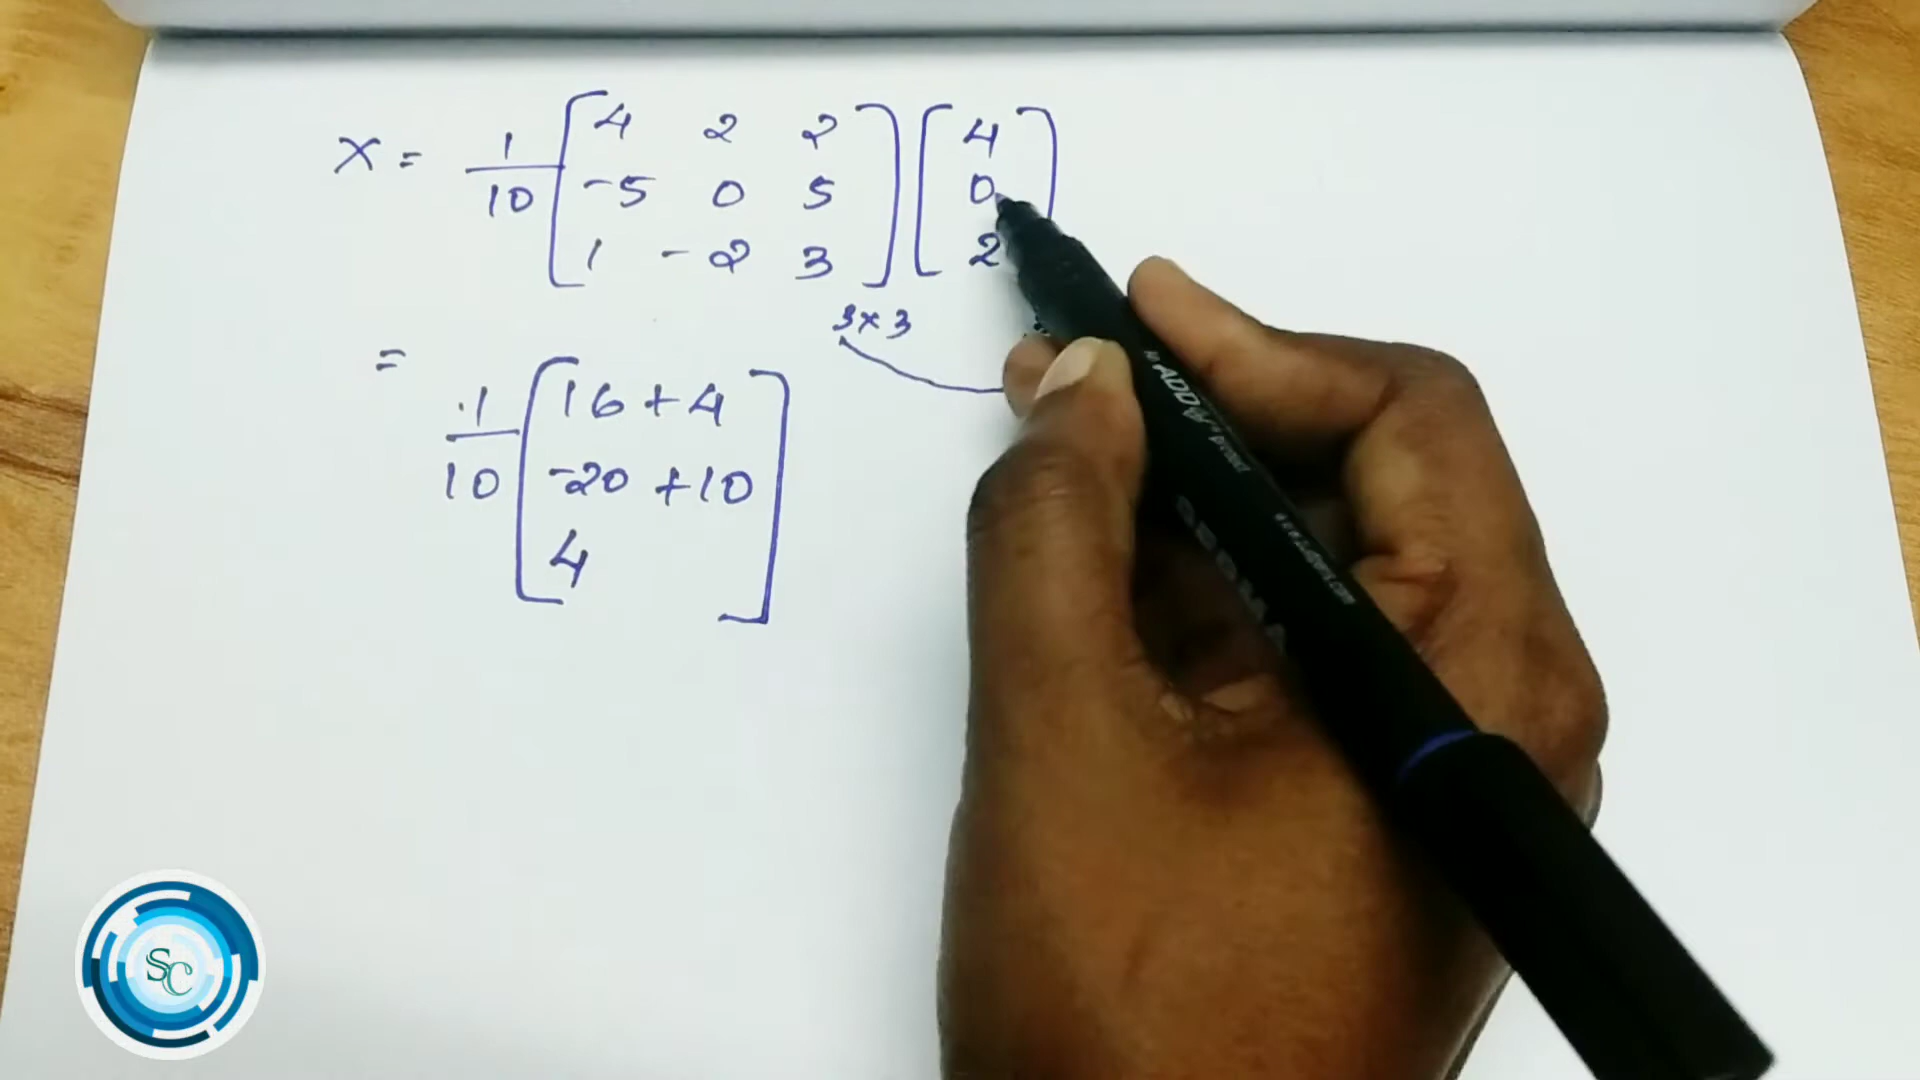 X = 1/10 [4 2 2; -5 0 5; 1 -2 3] [4; 0; 2]
3×3
= 1/10 [16+4; -20+10; 4]
ADD
SC